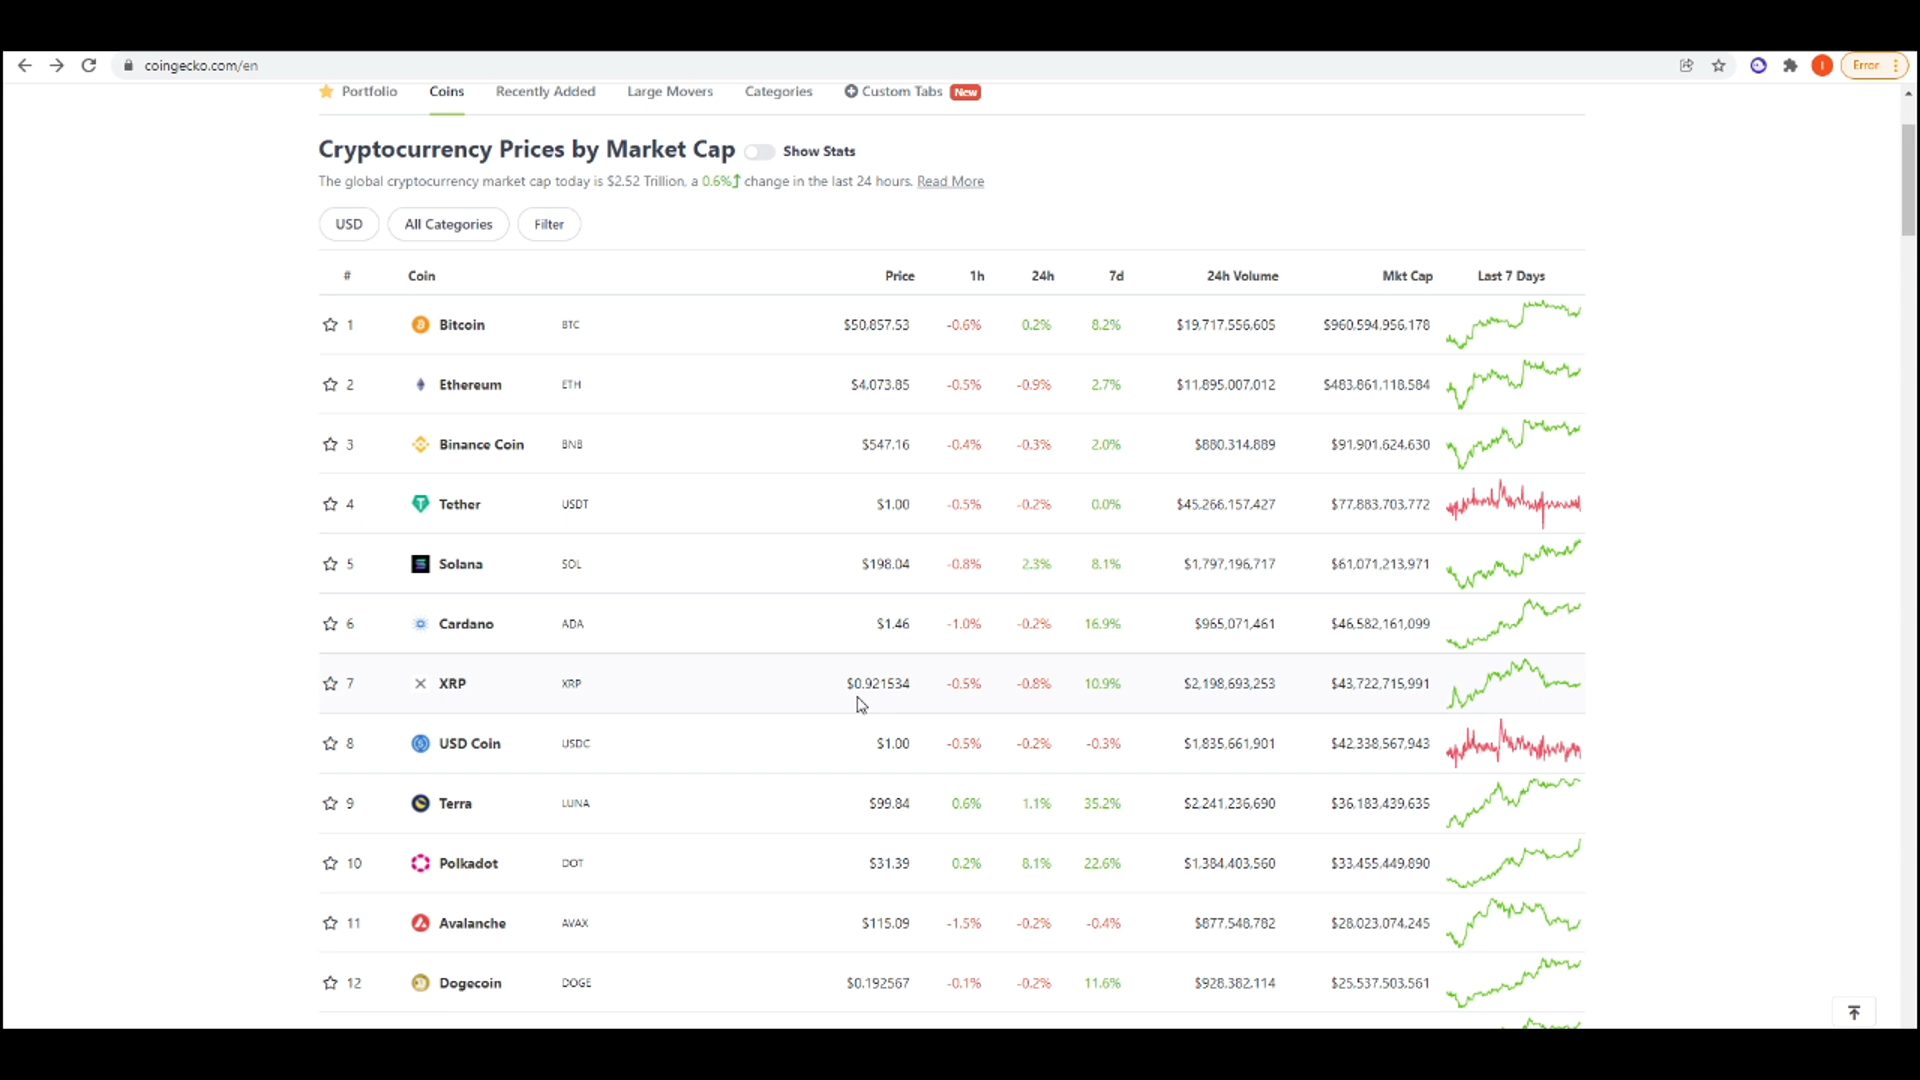 coingecko.com/en
Error
Portfolio Coins Recently Added Large Movers Categories Custom Tabs New
Cryptocurrency Prices by Market Cap Show Stats
The global cryptocurrency market cap today is $2.52 Trillion, a 0.6% change in the last 24 hours. Read More
USD All Categories Filter
# Coin Price 1h 24h 7d 24h Volume Mkt Cap Last 7 Days
1 Bitcoin BTC $50,857.53 -0.6% 0.2% 8.2% $19,717,556,605 $960,594,956,178
2 Ethereum ETH $4,073.85 -0.5% -0.9% 2.7% $11,895,007,012 $483,861,118,584
3 Binance Coin BNB $547.16 -0.4% -0.3% 2.0% $880,314,889 $91,901,624,630
4 Tether USDT $1.00 -0.5% -0.2% 0.0% $45,266,157,427 $77,883,703,772
5 Solana SOL $198.04 -0.8% 2.3% 8.1% $1,797,196,717 $61,071,213,971
6 Cardano ADA $1.46 -1.0% -0.2% 16.9% $965,071,461 $46,582,161,099
7 XRP XRP $0.921534 -0.5% -0.8% 10.9% $2,198,693,253 $43,722,715,991
8 USD Coin USDC $1.00 -0.5% -0.2% -0.3% $1,835,661,901 $42,338,567,943
9 Terra LUNA $99.84 0.6% 1.1% 35.2% $2,241,236,690 $36,183,439,635
10 Polkadot DOT $31.39 0.2% 8.1% 22.6% $1,384,403,560 $33,455,449,890
11 Avalanche AVAX $115.09 -1.5% -0.2% -0.4% $877,548,782 $28,023,074,245
12 Dogecoin DOGE $0.192567 -0.1% -0.2% 11.6% $928,382,114 $25,537,503,561